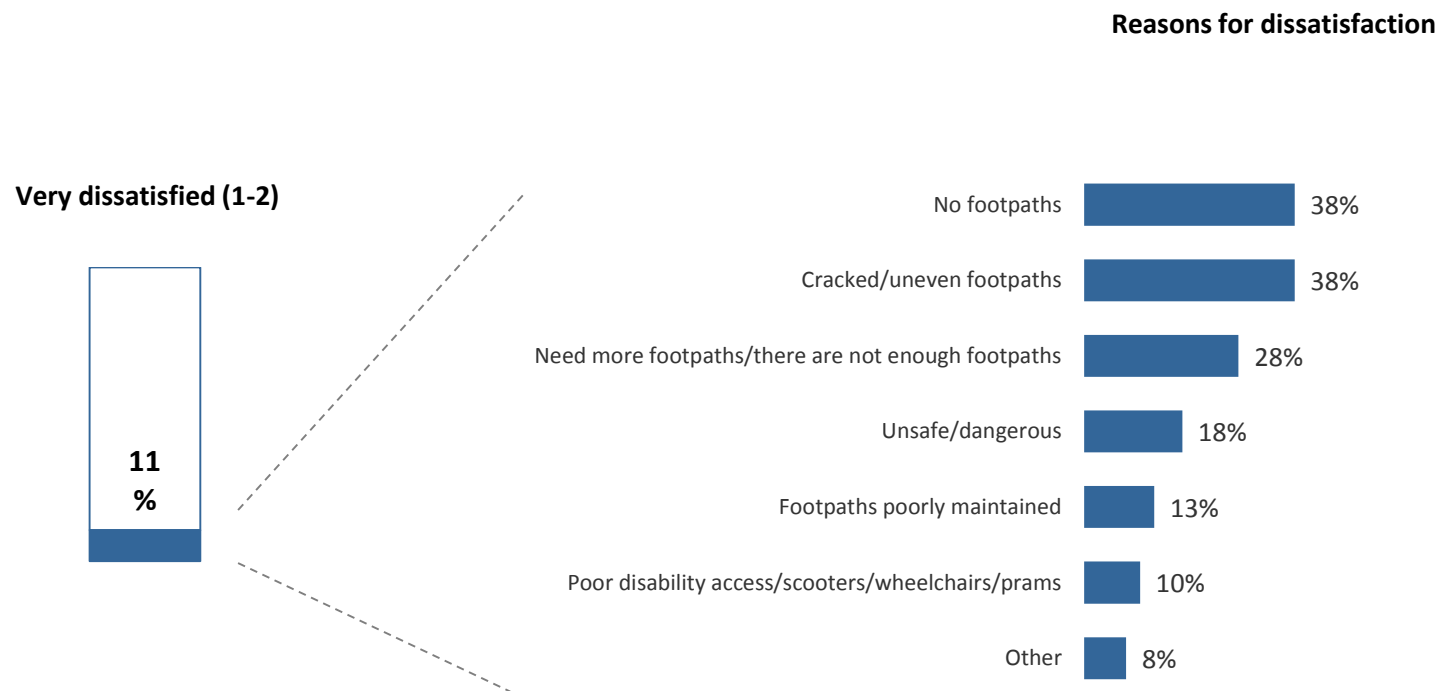 Reasons for dissatisfaction
Very dissatisfied (1-2)
11
%
No footpaths 38%
Cracked/uneven footpaths 38%
Need more footpaths/there are not enough footpaths 28%
Unsafe/dangerous 18%
Footpaths poorly maintained 13%
Poor disability access/scooters/wheelchairs/prams 10%
Other 8%